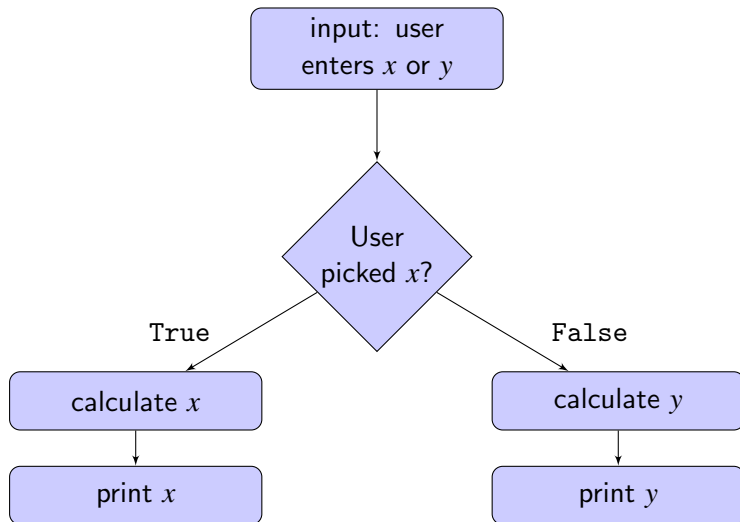 input: user
enters x or y
User
picked x?
True
False
calculate x
calculate y
print x
print y